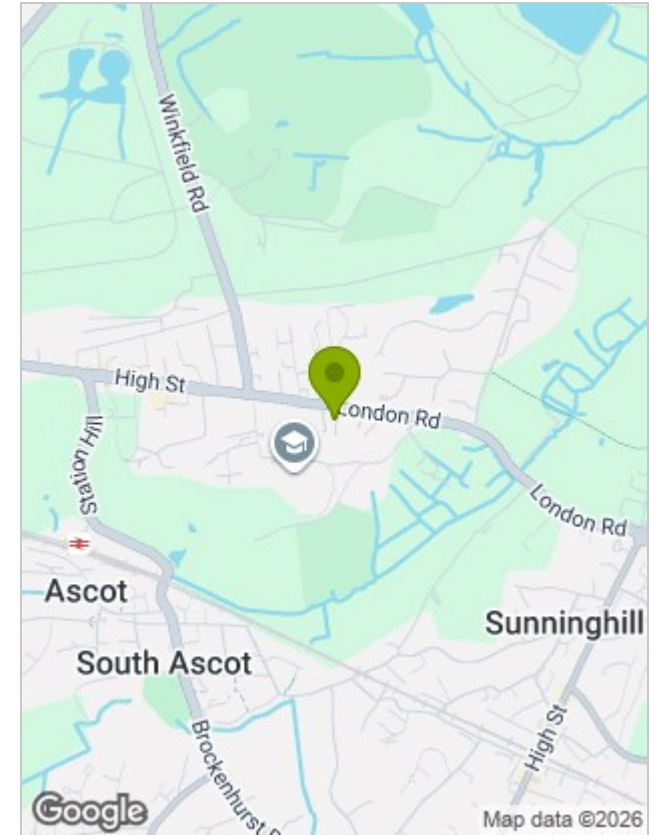 Winkfield Rd
High St
London Rd
Station Hill
London Rd
Ascot
Sunninghill
South Ascot
High St
Brockenhurst
Google
Map data ©2026